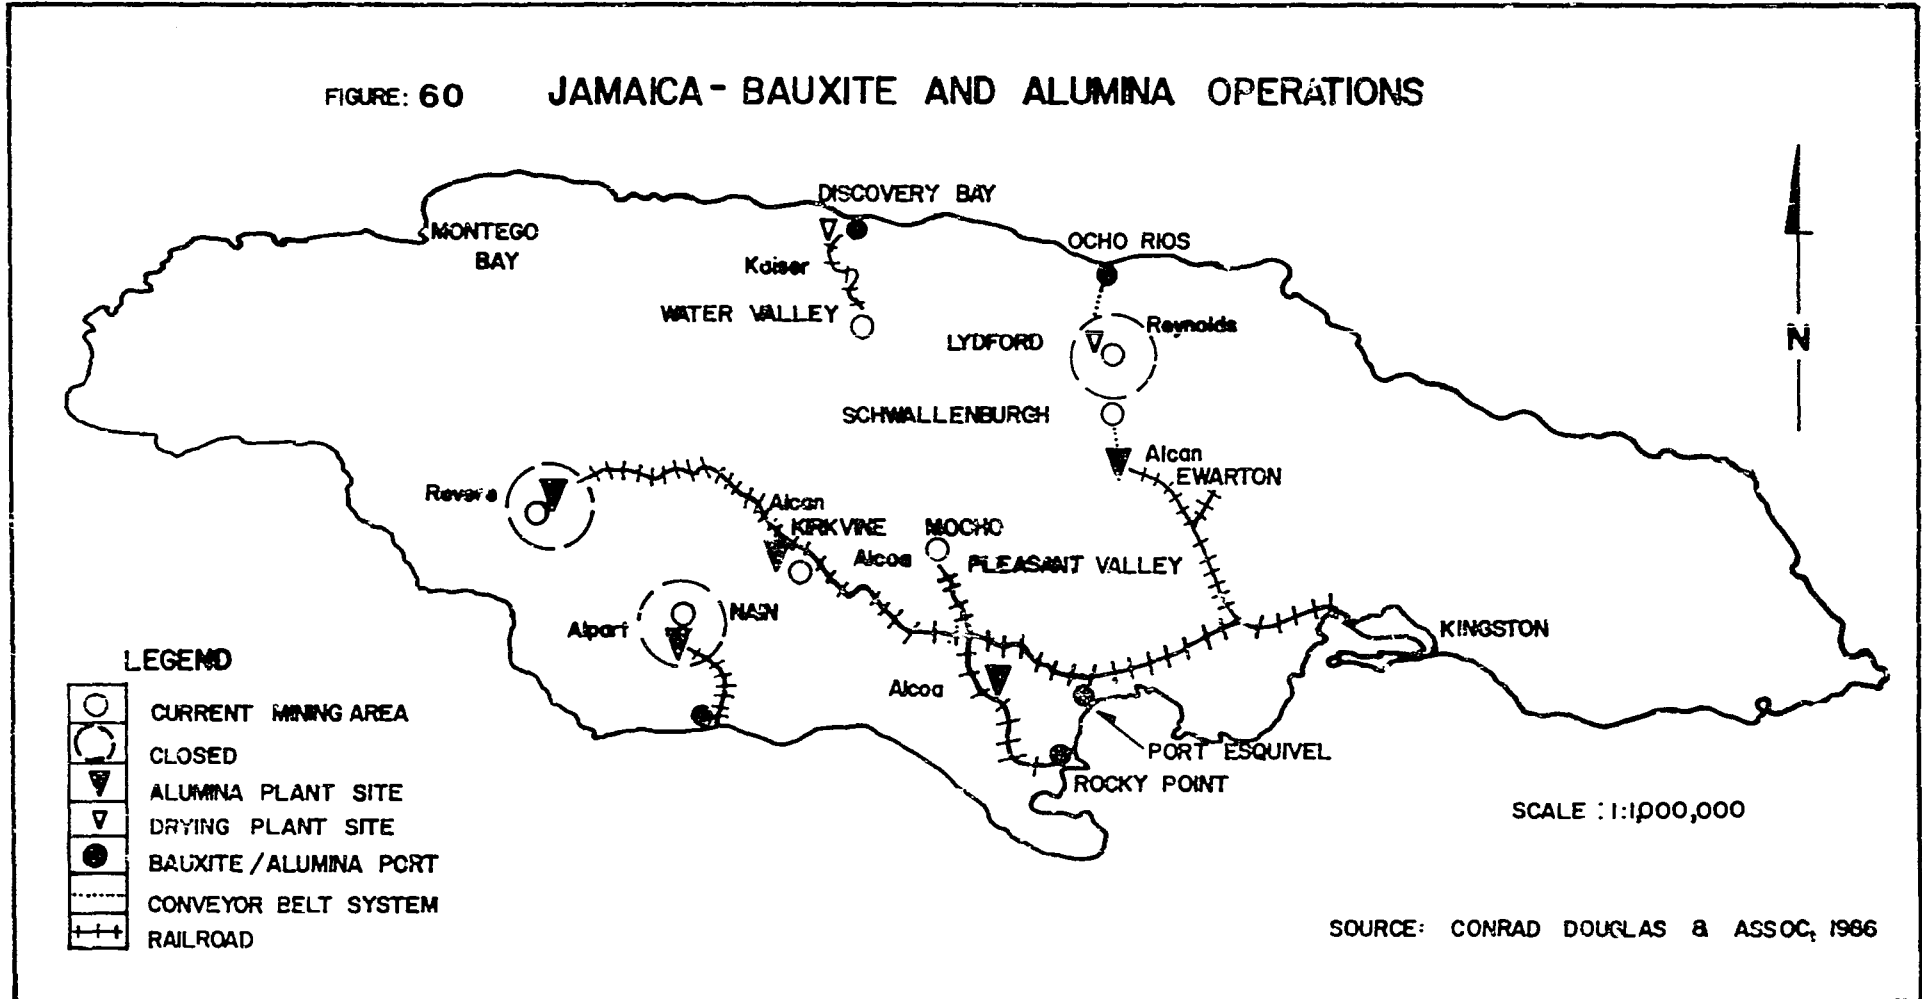 FIGURE: 60 JAMAICA - BAUXITE AND ALUMINA OPERATIONS
DISCOVERY BAY
MONTEGO
BAY
OCHO RIOS
Kaiser
WATER VALLEY
Reynolds
LYDFORD
N
SCHWALLENBURGH
Alcan
EWARTON
Revere
Alcan
KIRKVINE
MOCHO
Alcoa
PLEASANT VALLEY
NAIN
Alpart
KINGSTON
Alcoa
PORT ESQUIVEL
ROCKY POINT
LEGEND
CURRENT MINING AREA
CLOSED
ALUMINA PLANT SITE
DRYING PLANT SITE
BAUXITE / ALUMINA PORT
CONVEYOR BELT SYSTEM
RAILROAD
SCALE : 1:1,000,000
SOURCE: CONRAD DOUGLAS & ASSOC, 1986